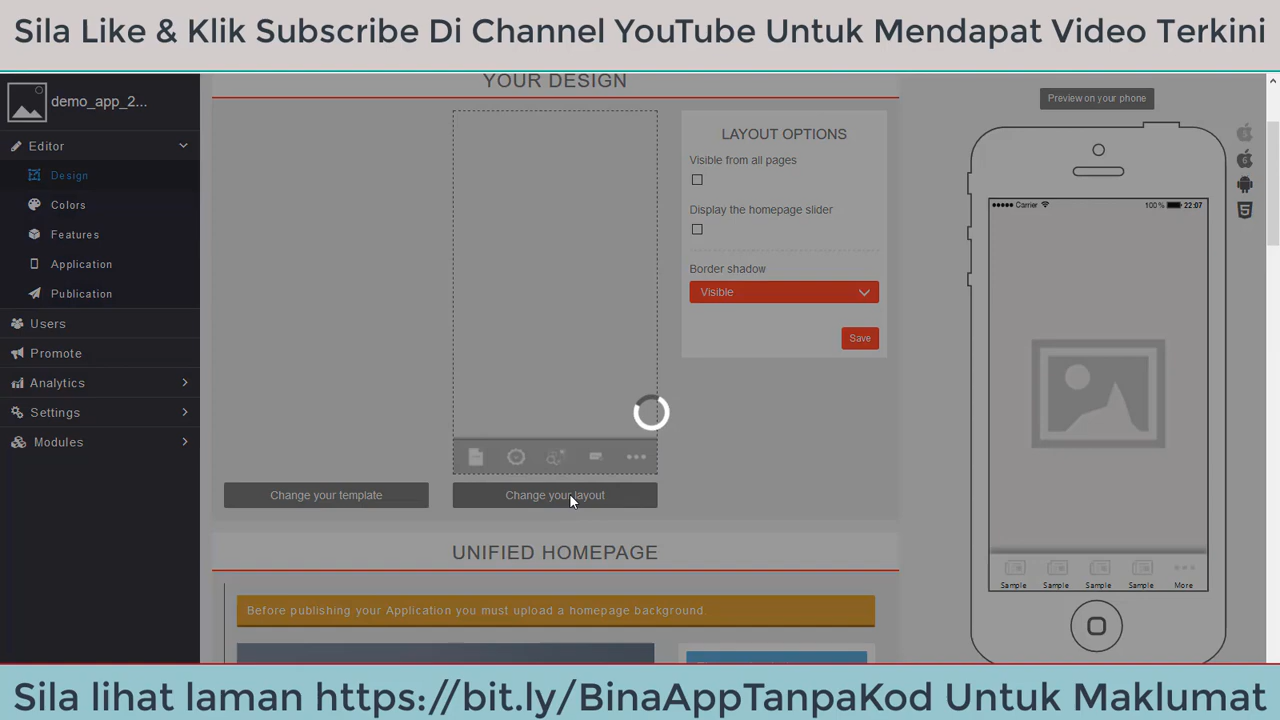 Sila Like & Klik Subscribe Di Channel YouTube Untuk Mendapat Video Terkini
demo_app_2...
Editor
Design
Colors
Features
Application
Publication
Users
Promote
Analytics
Settings
Modules
YOUR DESIGN
LAYOUT OPTIONS
Visible from all pages
Display the homepage slider
Border shadow
Visible
Save
Change your template
Change your layout
UNIFIED HOMEPAGE
Before publishing your Application you must upload a homepage background.
Preview on your phone
Carrier 100 % 22:07
Sample Sample Sample Sample More
Sila lihat laman https://bit.ly/BinaAppTanpaKod Untuk Maklumat